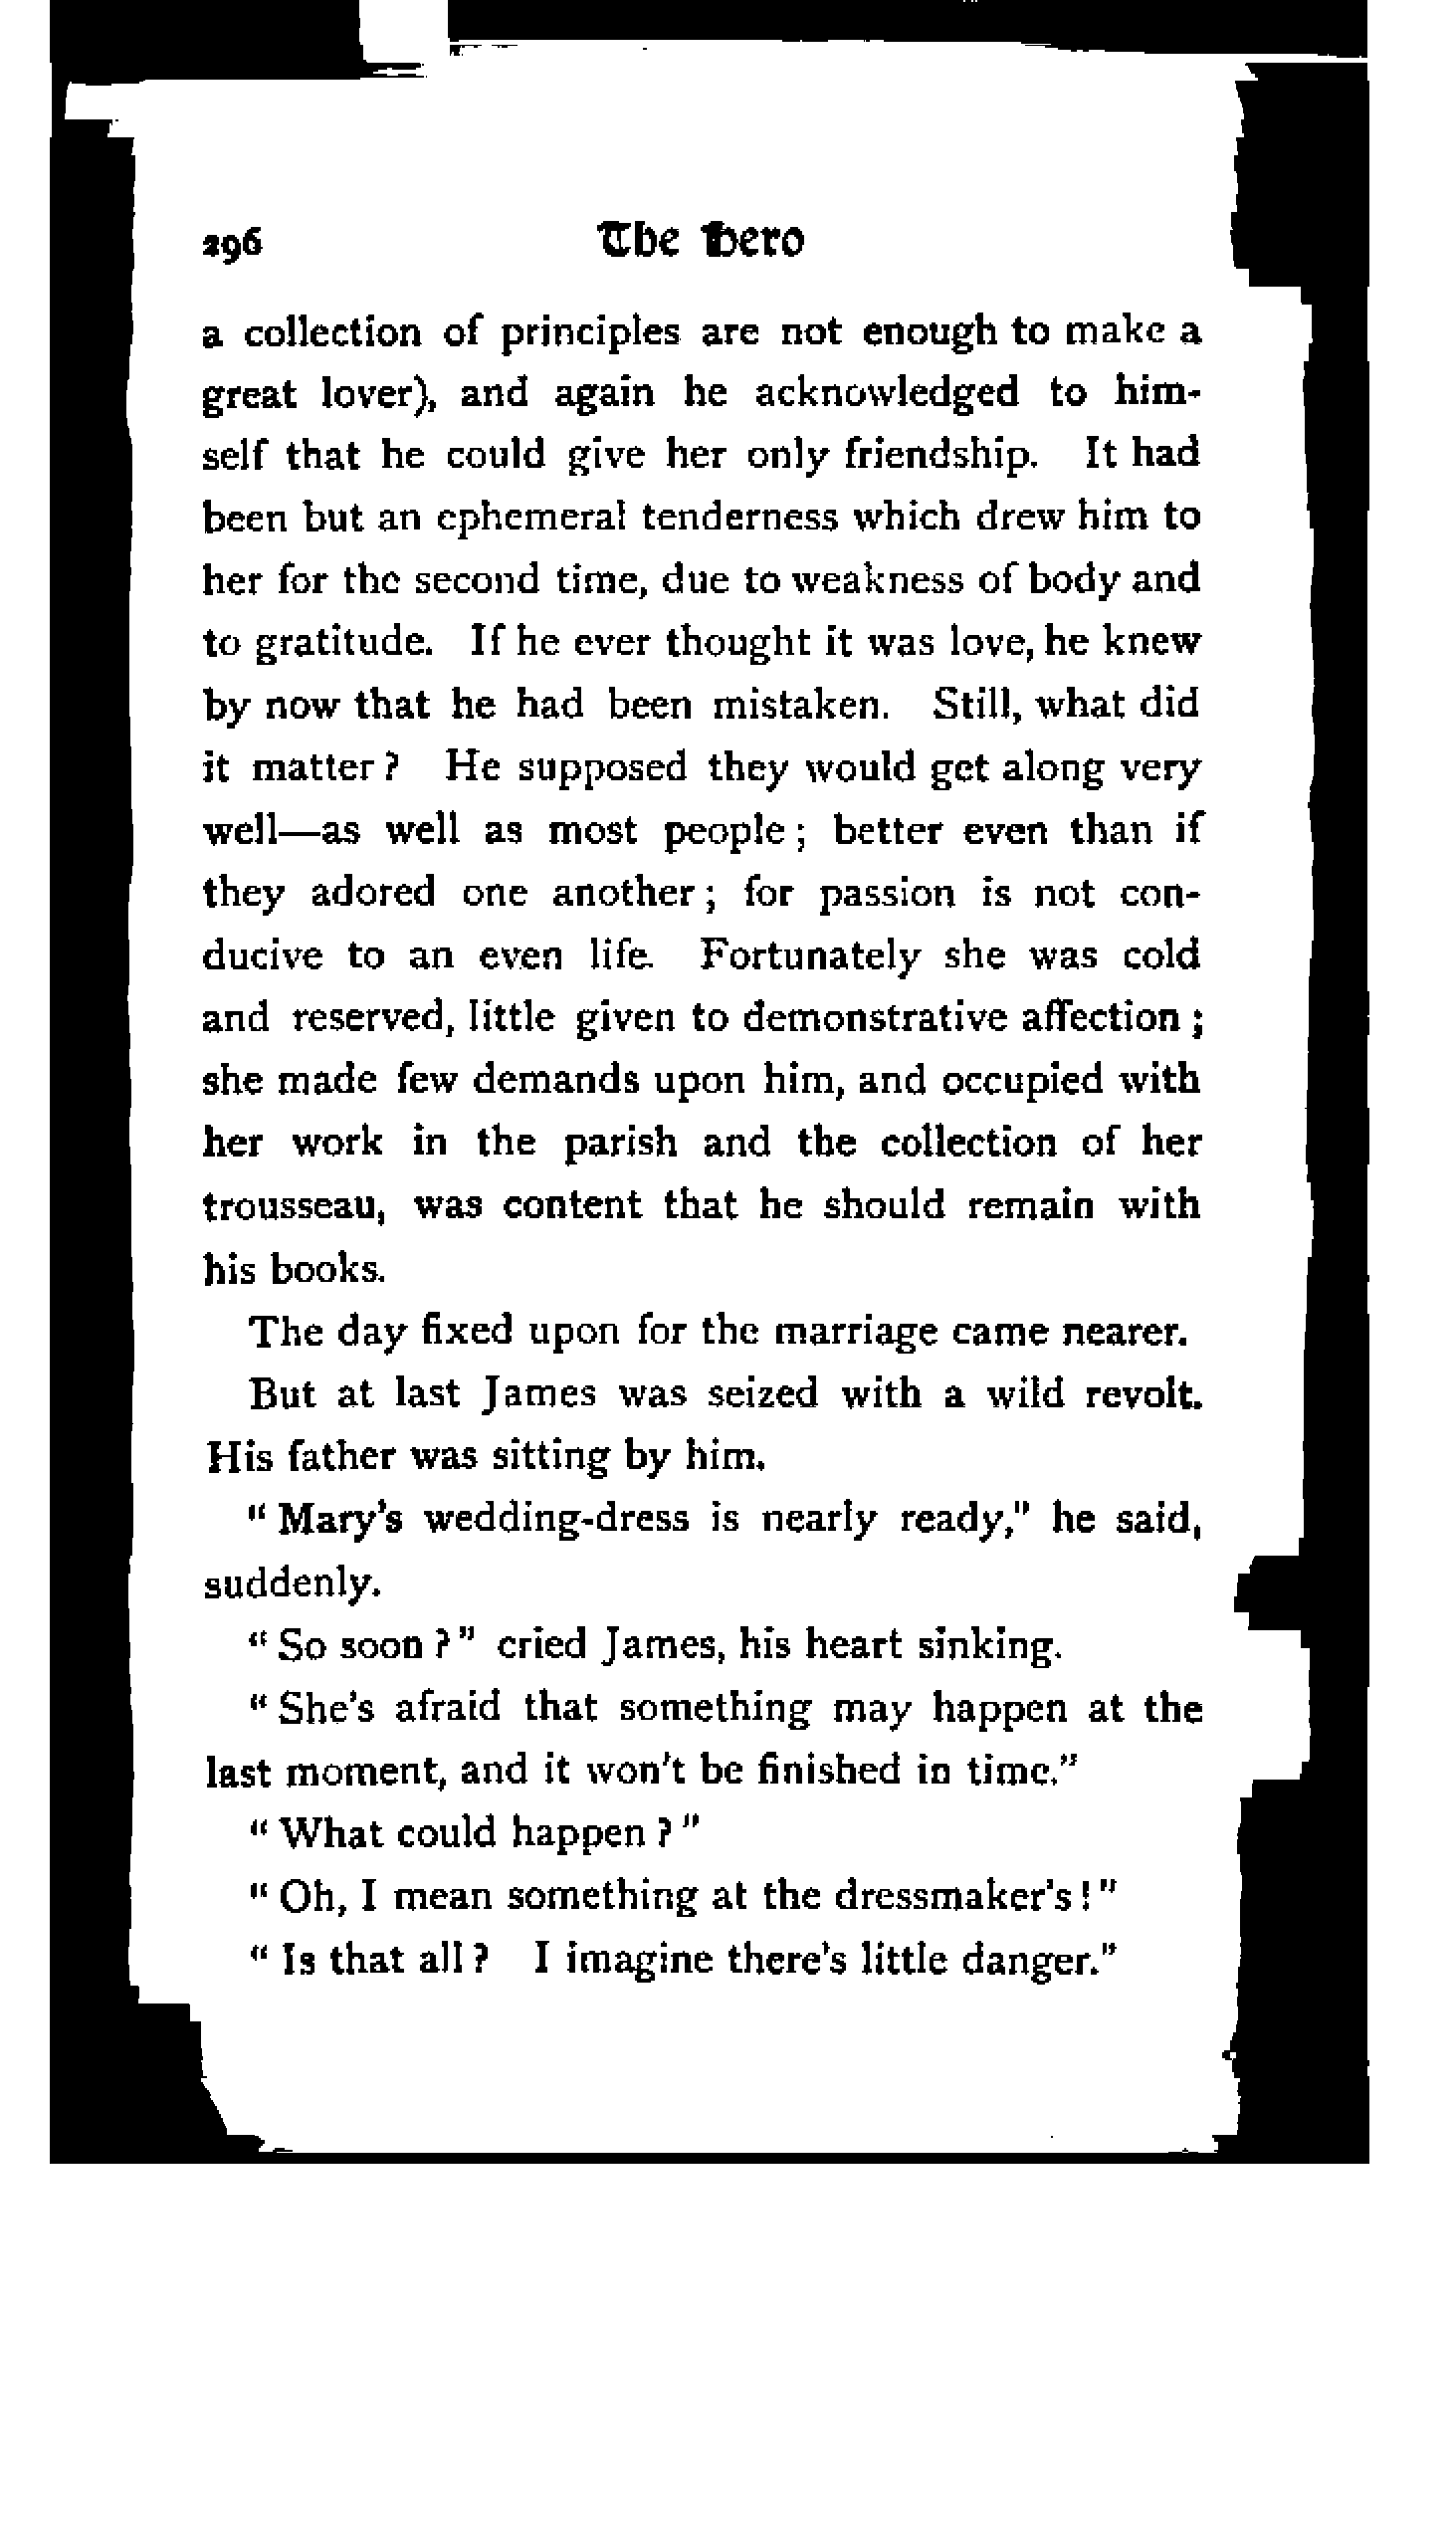 296 The Hero
a collection of principles are not enough to make a
great lover), and again he acknowledged to him-
self that he could give her only friendship. It had
been but an ephemeral tenderness which drew him to
her for the second time, due to weakness of body and
to gratitude. If he ever thought it was love, he knew
by now that he had been mistaken. Still, what did
it matter? He supposed they would get along very
well—as well as most people; better even than if
they adored one another; for passion is not con-
ducive to an even life. Fortunately she was cold
and reserved, little given to demonstrative affection;
she made few demands upon him, and occupied with
her work in the parish and the collection of her
trousseau, was content that he should remain with
his books.
The day fixed upon for the marriage came nearer.
But at last James was seized with a wild revolt.
His father was sitting by him.
"Mary's wedding-dress is nearly ready," he said,
suddenly.
"So soon?" cried James, his heart sinking.
"She's afraid that something may happen at the
last moment, and it won't be finished in time."
"What could happen?"
"Oh, I mean something at the dressmaker's!"
"Is that all? I imagine there's little danger."